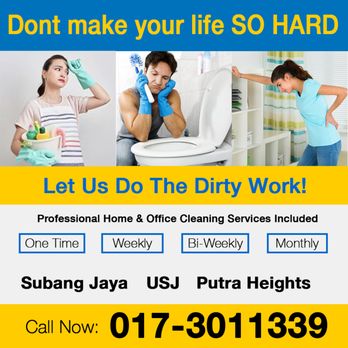 Dont make your life SO HARD
Let Us Do The Dirty Work!
Professional Home & Office Cleaning Services Included
One Time Weekly Bi-Weekly Monthly
Subang Jaya USJ Putra Heights
Call Now: 017-3011339